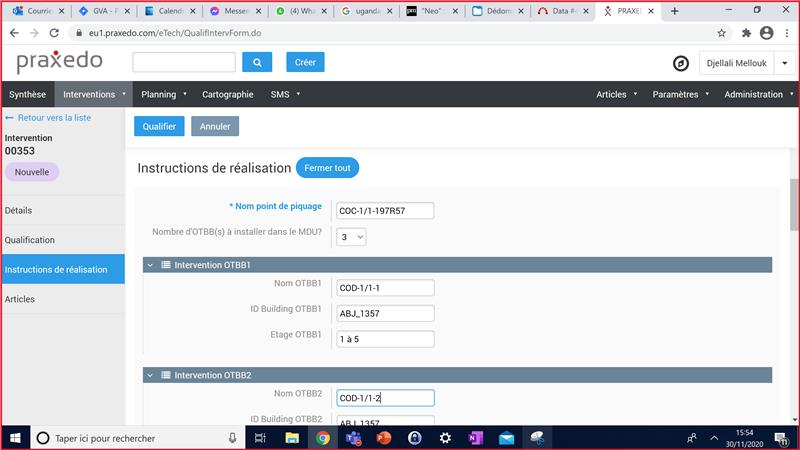 Courrie
GVA - P
Calend
Messen
(4) Wha
uganda
"Neo" s
Dédom
Data #4
PRAXED
eu1.praxedo.com/eTech/QualifIntervForm.do
praxedo
Créer
Djellali Mellouk
Synthèse
Interventions
Planning
Cartographie
SMS
Articles
Paramètres
Administration
← Retour vers la liste
Intervention
00353
Nouvelle
Détails
Qualification
Instructions de réalisation
Articles
Qualifier
Annuler
Instructions de réalisation
Fermer tout
* Nom point de piquage
COC-1/1-197R57
Nombre d'OTBB(s) à installer dans le MDU?
3
Intervention OTBB1
Nom OTBB1
COD-1/1-1
ID Building OTBB1
ABJ_1357
Etage OTBB1
1 à 5
Intervention OTBB2
Nom OTBB2
COD-1/1-2
ID Building OTBB2
ABJ_1357
Taper ici pour rechercher
15:54
30/11/2020